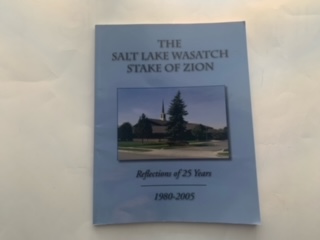 THE
SALT LAKE WASATCH
STAKE OF ZION
Reflections of 25 Years
1980-2005